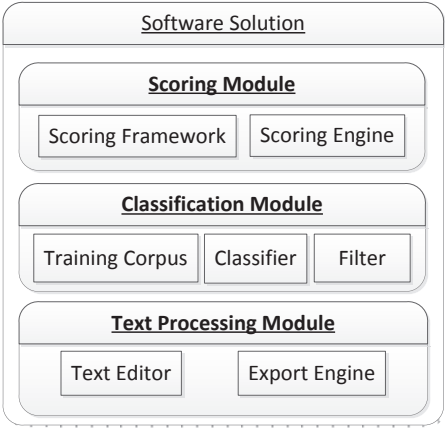 Software Solution
Scoring Module
Scoring Framework Scoring Engine
Classification Module
Training Corpus Classifier Filter
Text Processing Module
Text Editor Export Engine